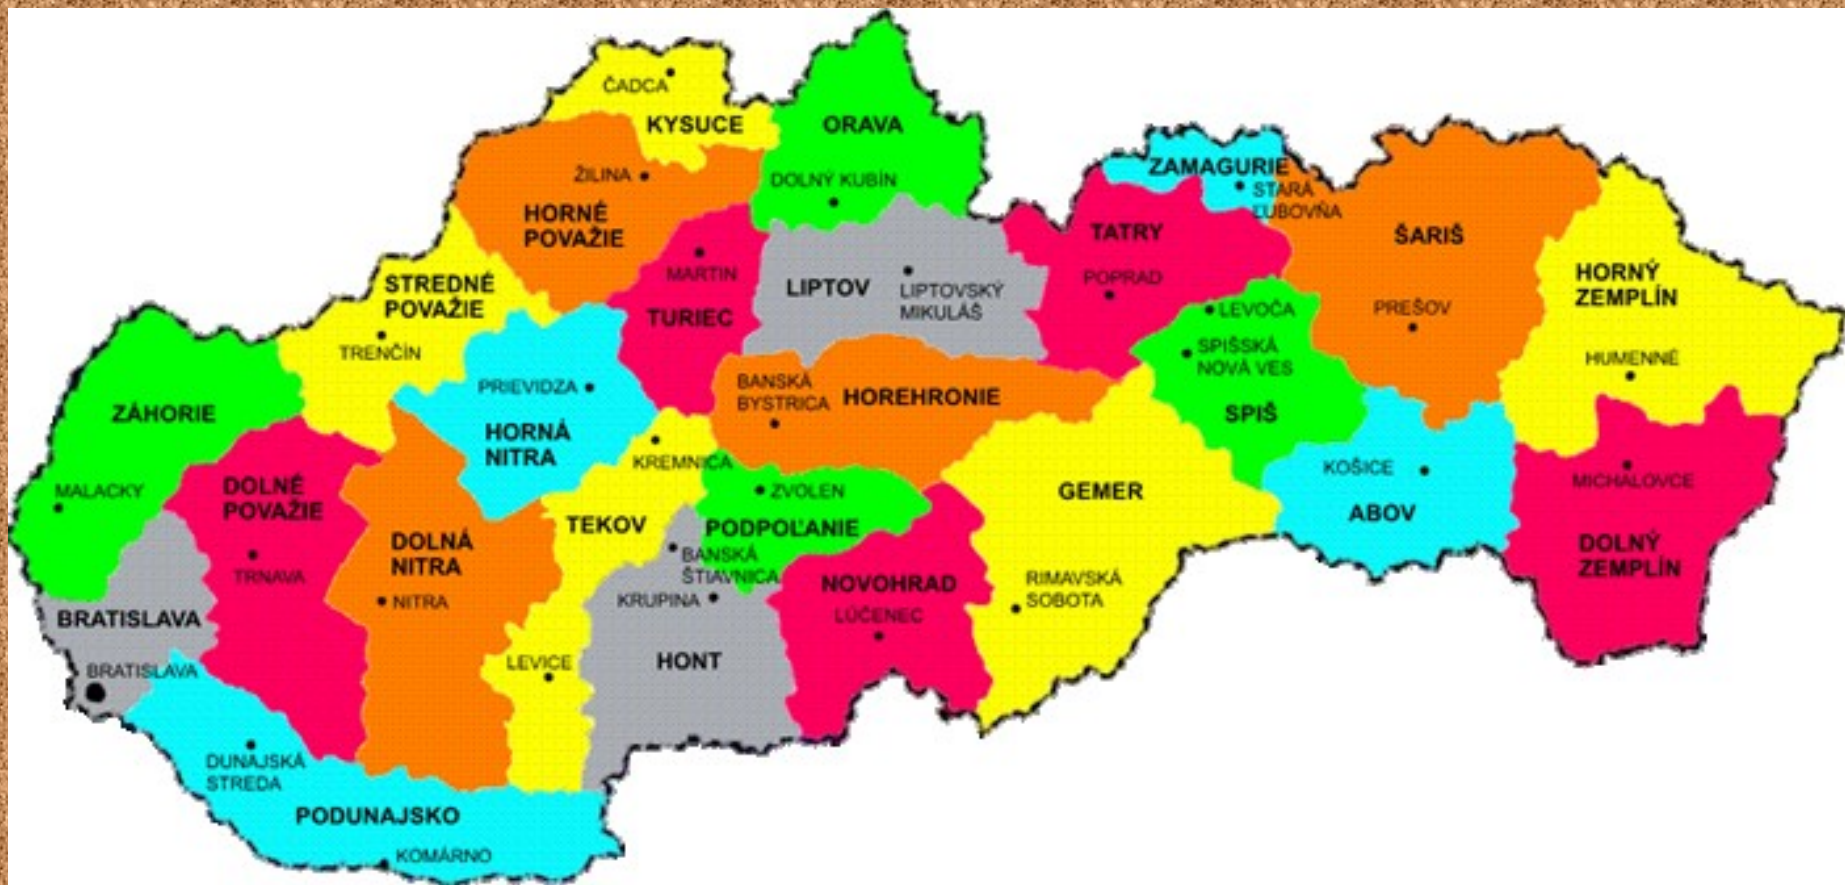 ČADCA
KYSUCE
ORAVA
ŽILINA
DOLNÝ KUBÍN
HORNÉ
POVAŽIE
ZAMAGURIE
STARÁ
ĽUBOVŇA
TATRY
POPRAD
ŠARIŠ
PREŠOV
HORNÝ
ZEMPLÍN
HUMENNÉ
STREDNÉ
POVAŽIE
TRENČÍN
MARTIN
TURIEC
LIPTOV
LIPTOVSKÝ
MIKULÁŠ
LEVOČA
SPIŠSKÁ
NOVÁ VES
SPIŠ
ZÁHORIE
MALACKY
PRIEVIDZA
HORNÁ
NITRA
BANSKÁ
BYSTRICA
HOREHRONIE
KREMNICA
DOLNÉ
POVAŽIE
TRNAVA
DOLNÁ
NITRA
NITRA
TEKOV
ZVOLEN
PODPOĽANIE
BANSKÁ
ŠTIAVNICA
KRUPINA
HONT
LEVICE
NOVOHRAD
LÚČENEC
GEMER
RIMAVSKÁ
SOBOTA
KOŠICE
ABOV
MICHALOVCE
DOLNÝ
ZEMPLÍN
BRATISLAVA
BRATISLAVA
DUNAJSKÁ
STREDA
PODUNAJSKO
KOMÁRNO